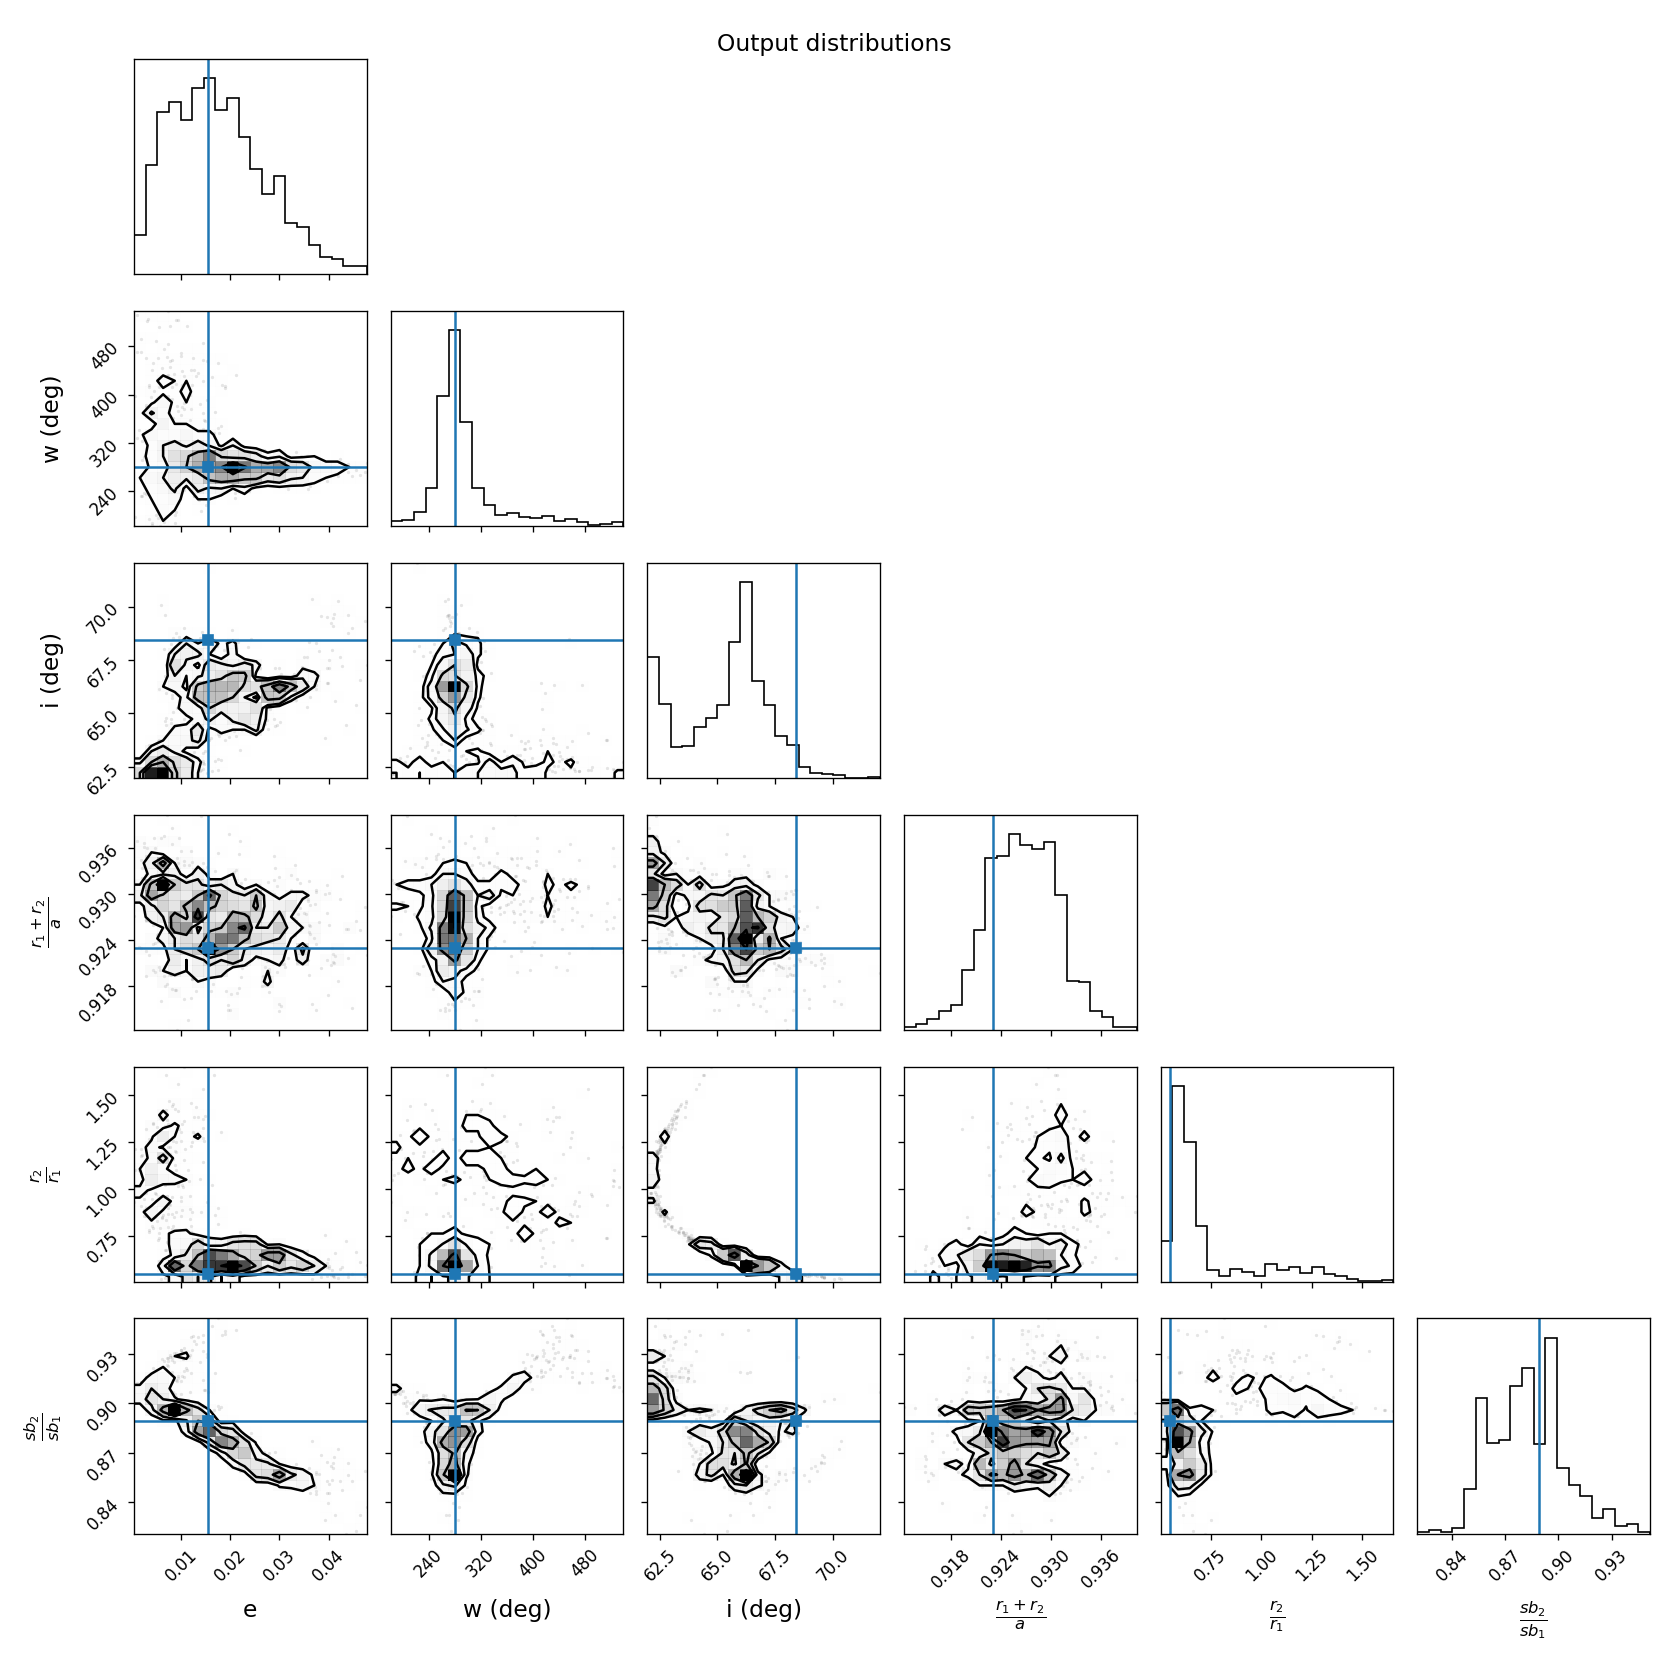 Output distributions
w (deg)
480
400
320
240
i (deg)
70.0
67.5
65.0
62.5
r₁ + r₂
a
0.936
0.930
0.924
0.918
r₂
r₁
1.50
1.25
1.00
0.75
sb₂
sb₁
0.93
0.90
0.87
0.84
0.01 0.02 0.03 0.04 240 320 400 480 62.5 65.0 67.5 70.0 0.918 0.924 0.930 0.936 0.75 1.00 1.25 1.50 0.84 0.87 0.90 0.93
e w (deg) i (deg)
r₁ + r₂
a
r₂
r₁
sb₂
sb₁